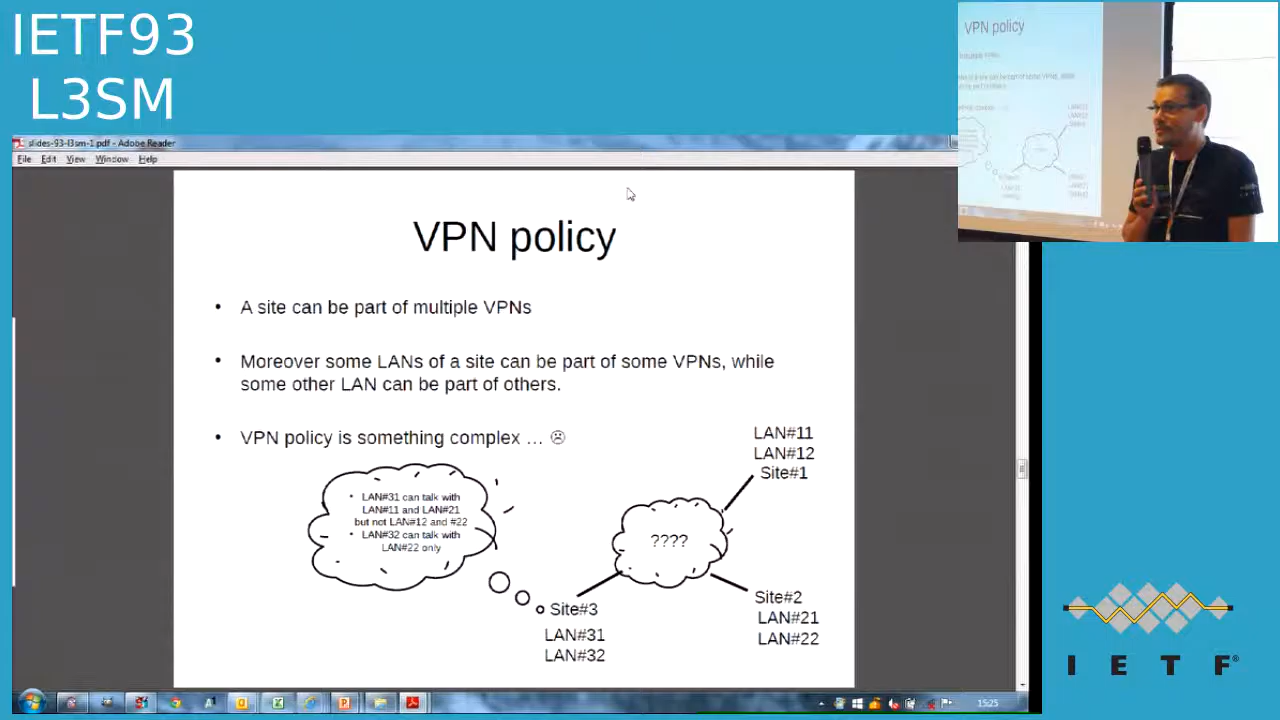 IETF93
L3SM
slides-93-l3sm-1.pdf - Adobe Reader
File Edit View Window Help
VPN policy
• A site can be part of multiple VPNs
• Moreover some LANs of a site can be part of some VPNs, while
some other LAN can be part of others.
• VPN policy is something complex … ☹
• LAN#31 can talk with
LAN#11 and LAN#21
but not LAN#12 and #22
• LAN#32 can talk with
LAN#22 only
LAN#11
LAN#12
Site#1
????
Site#3
LAN#31
LAN#32
Site#2
LAN#21
LAN#22
15:25
VPN policy
I E T F®